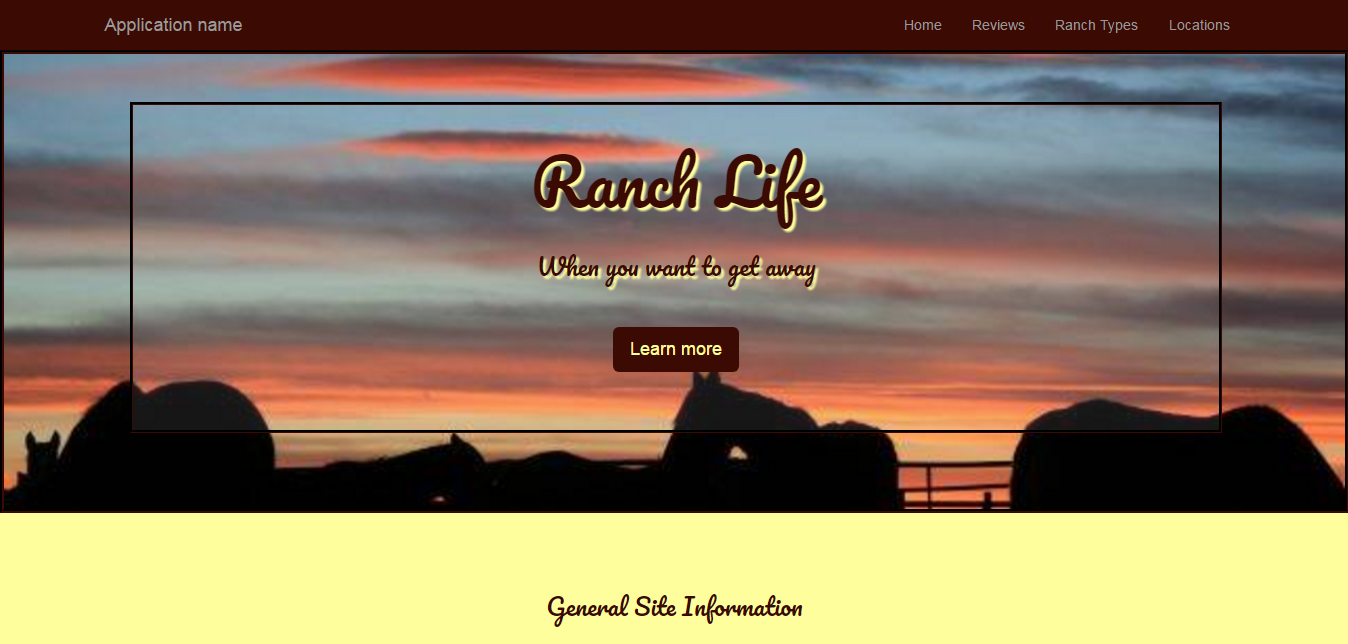 Application name
Home Reviews Ranch Types Locations
Ranch Life
When you want to get away
Learn more
General Site Information